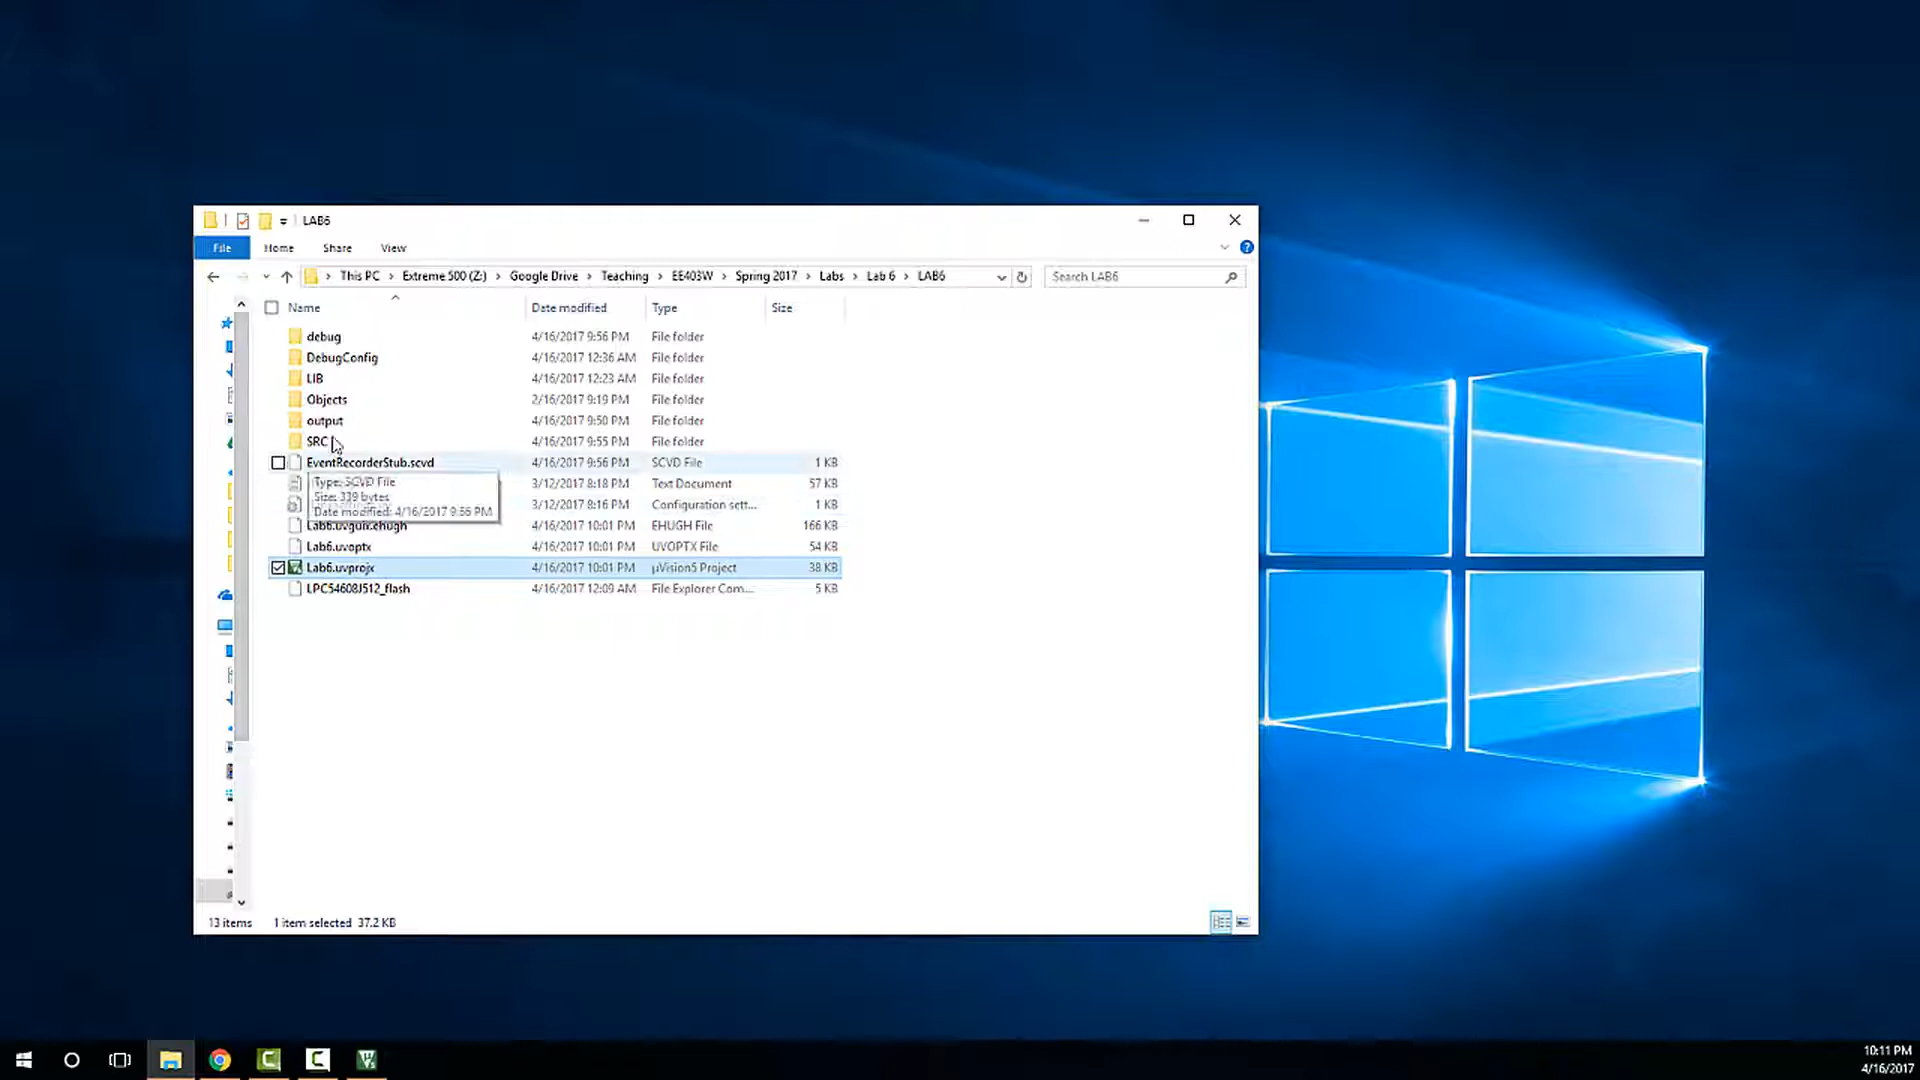 LAB6
File Home Share View
This PC Extreme 500 (Z:) Google Drive Teaching EE403W Spring 2017 Labs Lab 6 LAB6 Search LAB6
Name Date modified Type Size
debug 4/16/2017 9:56 PM File folder
DebugConfig 4/16/2017 12:36 AM File folder
LIB 4/16/2017 12:23 AM File folder
Objects 2/16/2017 9:19 PM File folder
output 4/16/2017 9:50 PM File folder
SRC 4/16/2017 9:55 PM File folder
EventRecorderStub.scvd 4/16/2017 9:56 PM SCVD File 1 KB
Type: SCVD File 3/12/2017 8:18 PM Text Document 57 KB
Size: 339 bytes 3/12/2017 8:16 PM Configuration sett... 1 KB
Date modified: 4/16/2017 9:56 PM
Lab6.uvguix.ehugh 4/16/2017 10:01 PM EHUGH File 166 KB
Lab6.uvoptx 4/16/2017 10:01 PM UVOPTX File 54 KB
Lab6.uvprojx 4/16/2017 10:01 PM µVision5 Project 38 KB
LPC54608J512_flash 4/16/2017 12:09 AM File Explorer Com... 5 KB
13 items 1 item selected 37.2 KB
10:11 PM
4/16/2017